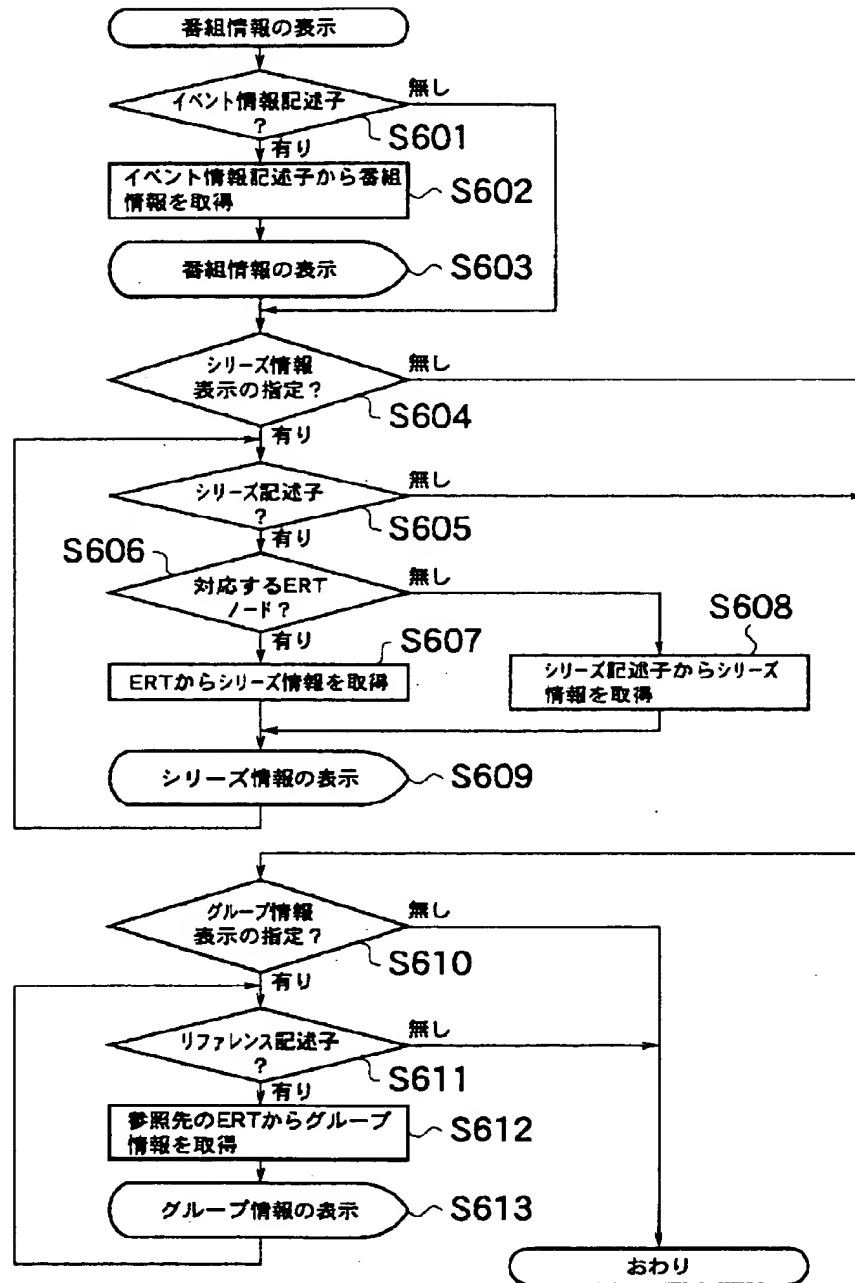 番組情報の表示
イベント情報記述子
?
無し
S601
有り
イベント情報記述子から番組
情報を取得
S602
番組情報の表示
S603
シリーズ情報
表示の指定?
無し
S604
有り
シリーズ記述子
?
無し
S605
有り
S606
対応するERT
ノード?
無し
有り
S607
S608
ERTからシリーズ情報を取得
シリーズ記述子からシリーズ
情報を取得
シリーズ情報の表示
S609
グループ情報
表示の指定?
無し
S610
有り
リファレンス記述子
?
無し
S611
有り
参照先のERTからグループ
情報を取得
S612
グループ情報の表示
S613
おわり